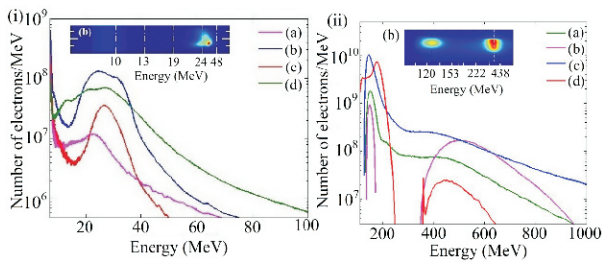 (i)
(ii)
10⁹
10⁸
10⁷
10⁶
Number of electrons/MeV
(b)
10 13 19 24 48
Energy (MeV)
(a)
(b)
(c)
(d)
20 40 60 80 100
Energy (MeV)
10¹⁰
10⁹
10⁸
10⁷
Number of electrons/MeV
(b)
120 153 222 438
Energy (MeV)
(a)
(b)
(c)
(d)
200 400 600 800 1000
Energy (MeV)